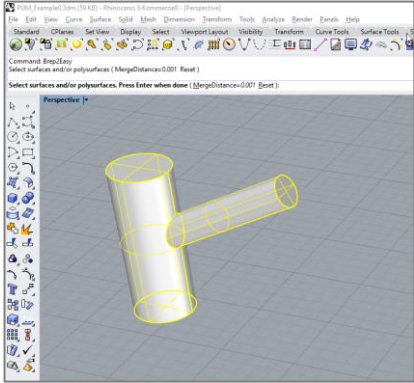 PUM_Example0.3dm (59 KB) - Rhinoceros 6 Kommerziell - [Perspective]
File Edit View Curve Surface Solid Mesh Dimension Transform Tools Analyze Render Panels Help
Standard CPlanes Set View Display Select Viewport Layout Visibility Transform Curve Tools Surface Tools
Command: Brep2Easy
Select surfaces and/or polysurfaces ( MergeDistance=0.001 Reset )
Select surfaces and/or polysurfaces. Press Enter when done ( MergeDistance=0.001 Reset ):
Perspective